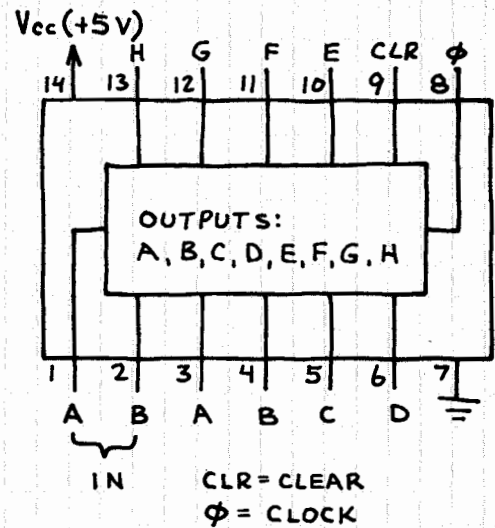 Vcc (+5V)
H G F E CLR ϕ
14 13 12 11 10 9 8
OUTPUTS:
A, B, C, D, E, F, G, H
1 2 3 4 5 6 7
A B A B C D
IN
CLR = CLEAR
ϕ = CLOCK